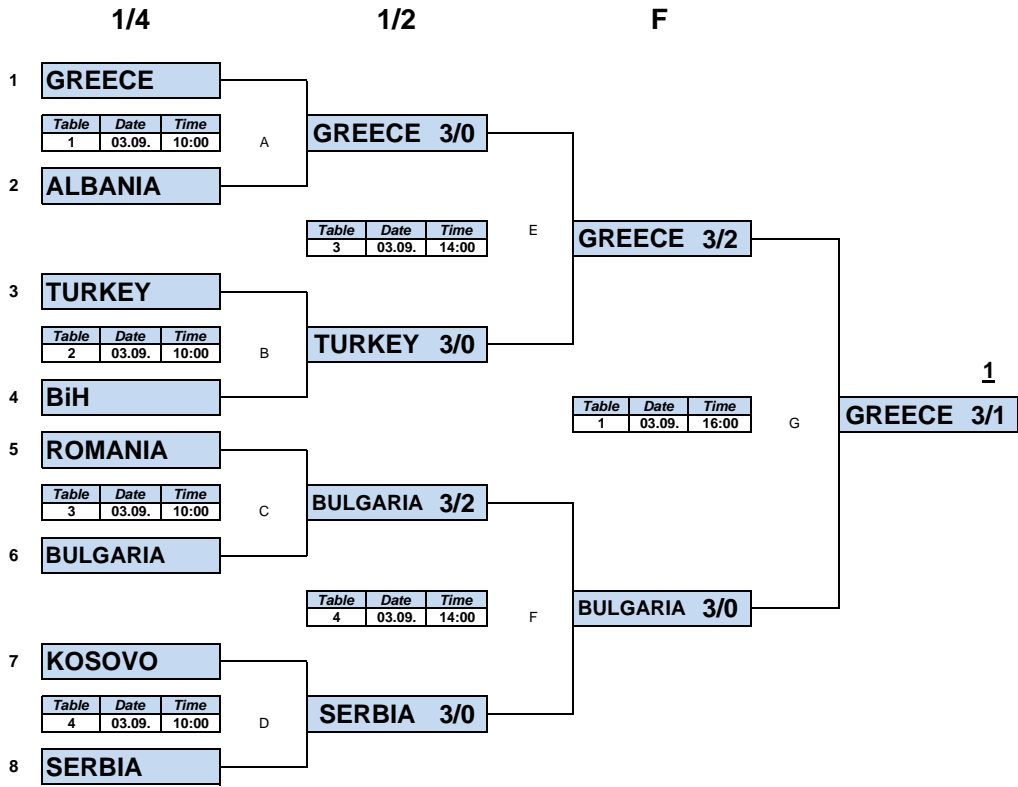 1/4 1/2 F
1 GREECE
Table Date Time
1 03.09. 10:00 A
GREECE 3/0
2 ALBANIA
Table Date Time
3 03.09. 14:00 E
GREECE 3/2
3 TURKEY
Table Date Time
2 03.09. 10:00 B
TURKEY 3/0
4 BiH
1
Table Date Time
1 03.09. 16:00 G
GREECE 3/1
5 ROMANIA
Table Date Time
3 03.09. 10:00 C
BULGARIA 3/2
6 BULGARIA
Table Date Time
4 03.09. 14:00 F
BULGARIA 3/0
7 KOSOVO
Table Date Time
4 03.09. 10:00 D
SERBIA 3/0
8 SERBIA